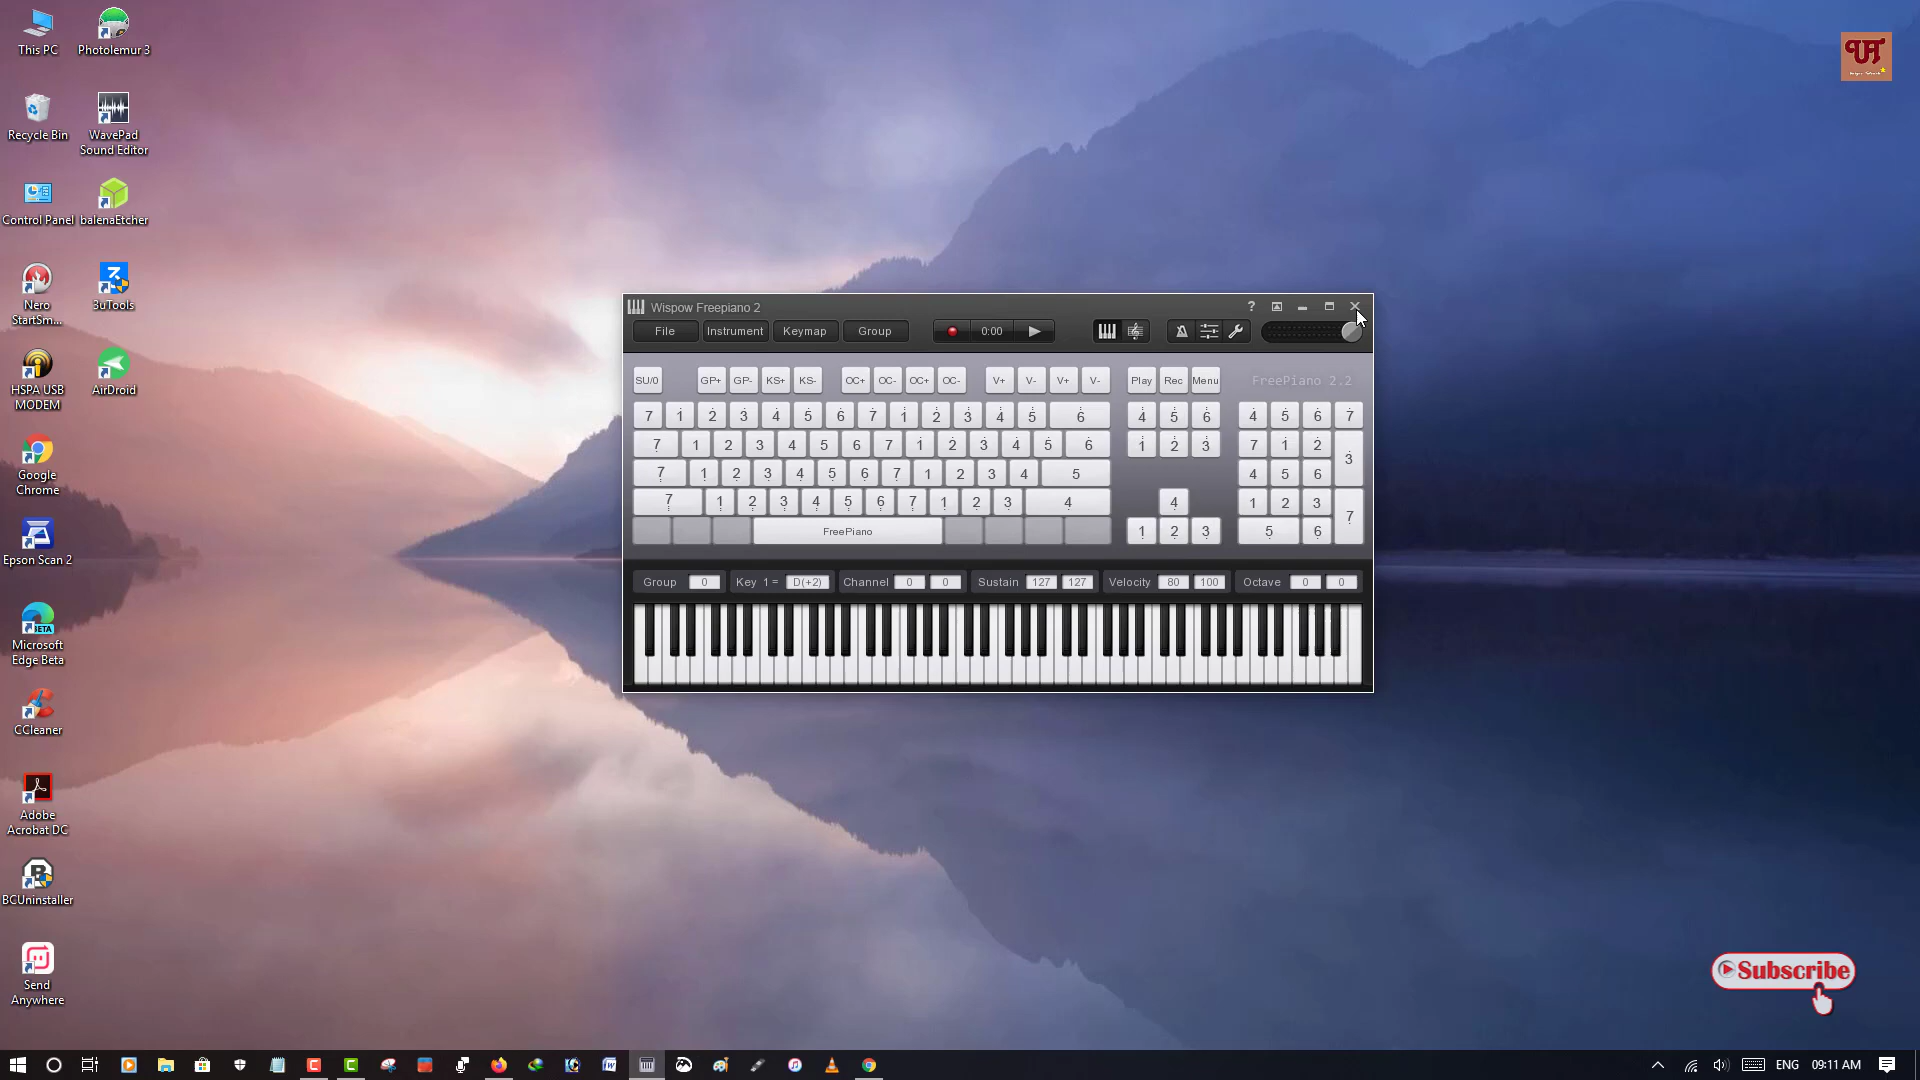 This PC
Photolemur 3
Recycle Bin
WavePad
Sound Editor
Control Panel
balenaEtcher
Nero
StartSm...
3uTools
HSPA USB
MODEM
AirDroid
Google
Chrome
Epson Scan 2
BETA
Microsoft
Edge Beta
CCleaner
Adobe
Acrobat DC
BCUninstaller
Send
Anywhere
Wispow Freepiano 2
File Instrument Keymap Group 0:00
SU/0 GP+ GP- KS+ KS- OC+ OC- OC+ OC- V+ V- V+ V- Play Rec Menu FreePiano 2.2
7 1 2 3 4 5 6 7 1 2 3 4 5 6 4 5 6 4 5 6 7
7 1 2 3 4 5 6 7 1 2 3 4 5 6 1 2 3 7 1 2 3
7 1 2 3 4 5 6 7 1 2 3 4 5 4 5 6
7 1 2 3 4 5 6 7 1 2 3 4 4 1 2 3 7
FreePiano 1 2 3 5 6
Group 0 Key 1 = D(+2) Channel 0 0 Sustain 127 127 Velocity 80 100 Octave 0 0
Subscribe
ENG 09:11 AM